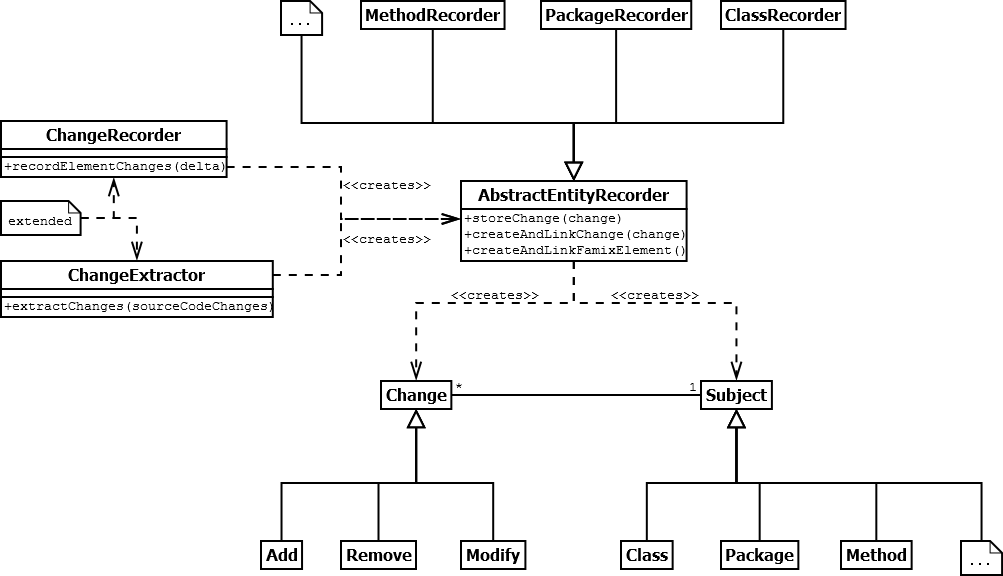 ...
MethodRecorder
PackageRecorder
ClassRecorder
ChangeRecorder
+recordElementChanges(delta)
<<creates>>
AbstractEntityRecorder
+storeChange(change)
+createAndLinkChange(change)
+createAndLinkFamixElement()
extended
<<creates>>
ChangeExtractor
+extractChanges(sourceCodeChanges)
<<creates>>
<<creates>>
Change
*
1
Subject
Add
Remove
Modify
Class
Package
Method
...